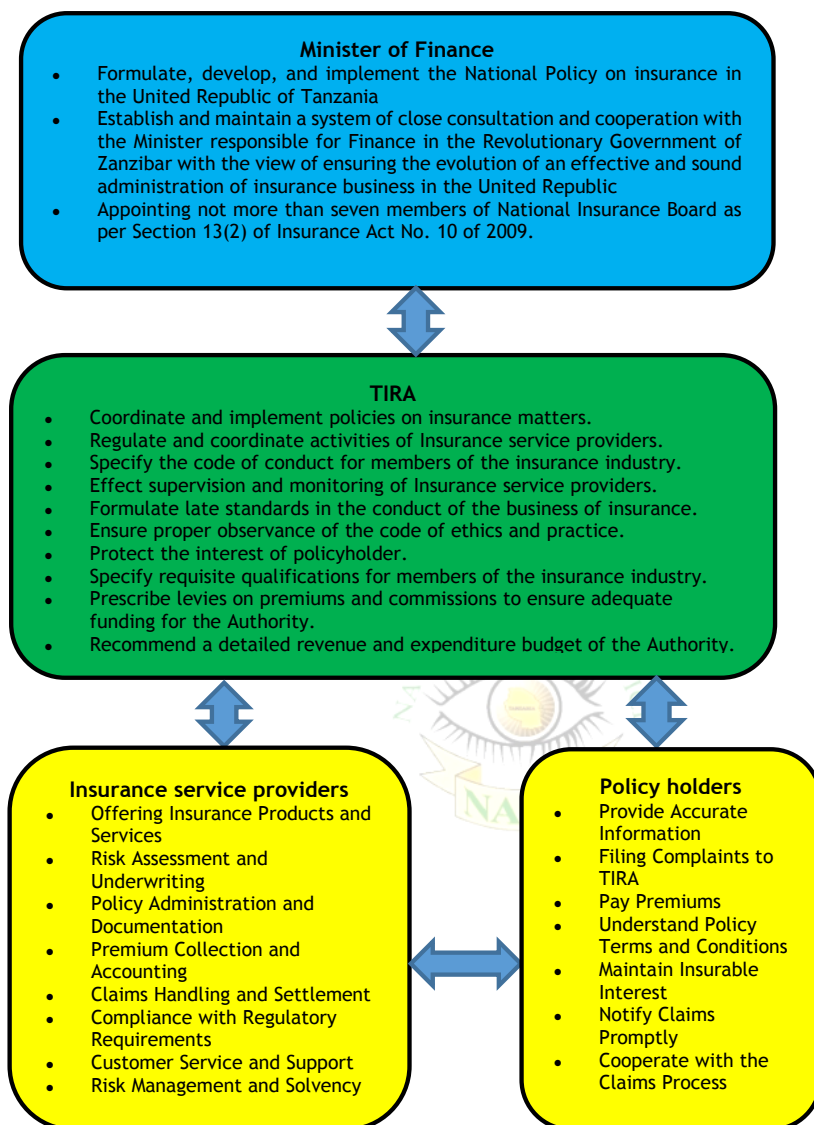 Minister of Finance
• Formulate, develop, and implement the National Policy on insurance in
the United Republic of Tanzania
• Establish and maintain a system of close consultation and cooperation with
the Minister responsible for Finance in the Revolutionary Government of
Zanzibar with the view of ensuring the evolution of an effective and sound
administration of insurance business in the United Republic
• Appointing not more than seven members of National Insurance Board as
per Section 13(2) of Insurance Act No. 10 of 2009.
TIRA
• Coordinate and implement policies on insurance matters.
• Regulate and coordinate activities of Insurance service providers.
• Specify the code of conduct for members of the insurance industry.
• Effect supervision and monitoring of Insurance service providers.
• Formulate late standards in the conduct of the business of insurance.
• Ensure proper observance of the code of ethics and practice.
• Protect the interest of policyholder.
• Specify requisite qualifications for members of the insurance industry.
• Prescribe levies on premiums and commissions to ensure adequate
funding for the Authority.
• Recommend a detailed revenue and expenditure budget of the Authority.
Insurance service providers
• Offering Insurance Products and
Services
• Risk Assessment and
Underwriting
• Policy Administration and
Documentation
• Premium Collection and
Accounting
• Claims Handling and Settlement
• Compliance with Regulatory
Requirements
• Customer Service and Support
• Risk Management and Solvency
Policy holders
• Provide Accurate
Information
• Filing Complaints to
TIRA
• Pay Premiums
• Understand Policy
Terms and Conditions
• Maintain Insurable
Interest
• Notify Claims
Promptly
• Cooperate with the
Claims Process